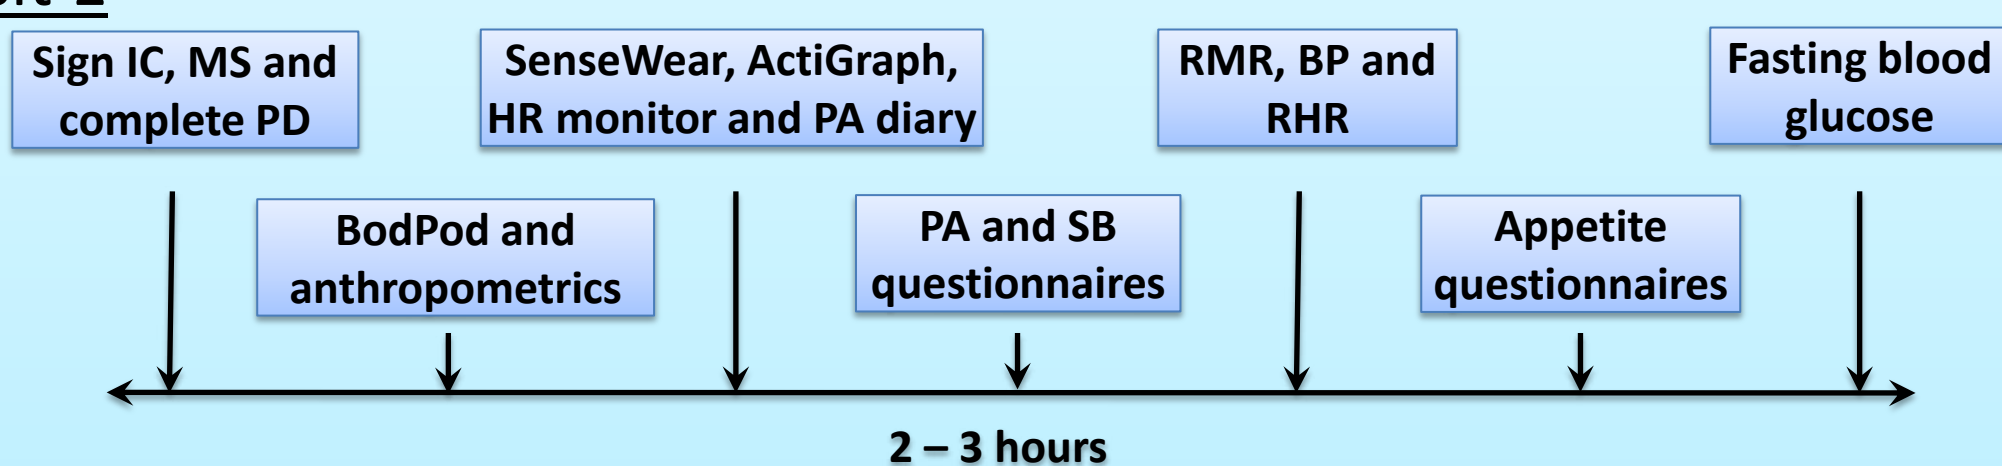 Sign IC, MS and
complete PD
BodPod and
anthropometrics
SenseWear, ActiGraph,
HR monitor and PA diary
PA and SB
questionnaires
RMR, BP and
RHR
Appetite
questionnaires
Fasting blood
glucose
2 – 3 hours